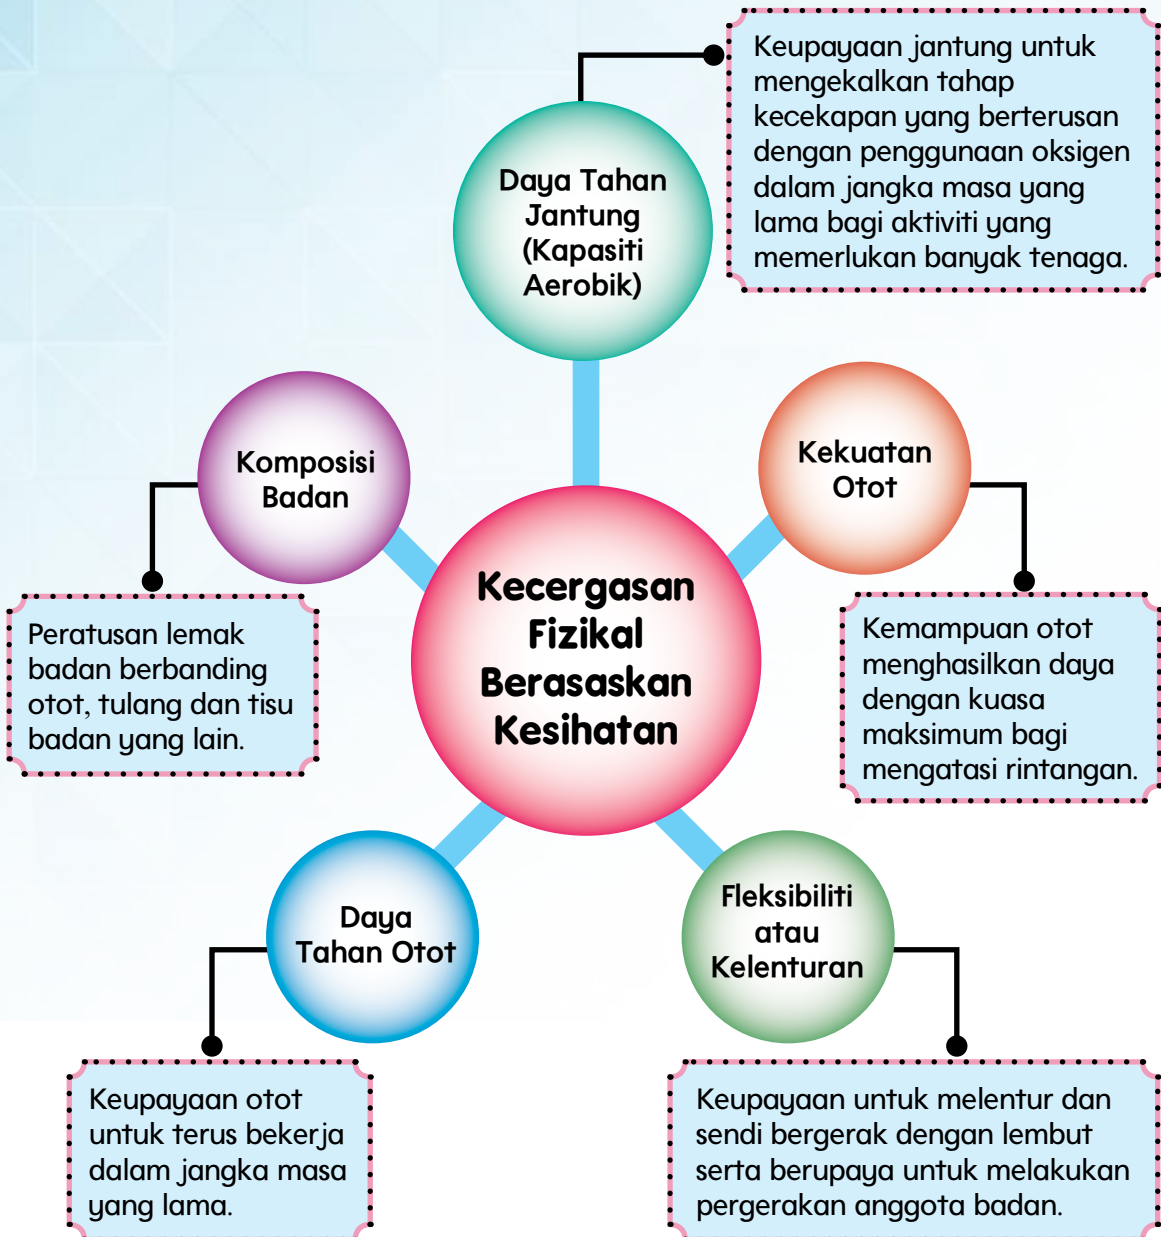 Keupayaan jantung untuk
mengekalkan tahap
kecekapan yang berterusan
dengan penggunaan oksigen
dalam jangka masa yang
lama bagi aktiviti yang
memerlukan banyak tenaga.
Daya Tahan
Jantung
(Kapasiti
Aerobik)
Komposisi
Badan
Kekuatan
Otot
Kecergasan
Fizikal
Berasaskan
Kesihatan
Peratusan lemak
badan berbanding
otot, tulang dan tisu
badan yang lain.
Kemampuan otot
menghasilkan daya
dengan kuasa
maksimum bagi
mengatasi rintangan.
Daya
Tahan Otot
Fleksibiliti
atau
Kelenturan
Keupayaan otot
untuk terus bekerja
dalam jangka masa
yang lama.
Keupayaan untuk melentur dan
sendi bergerak dengan lembut
serta berupaya untuk melakukan
pergerakan anggota badan.